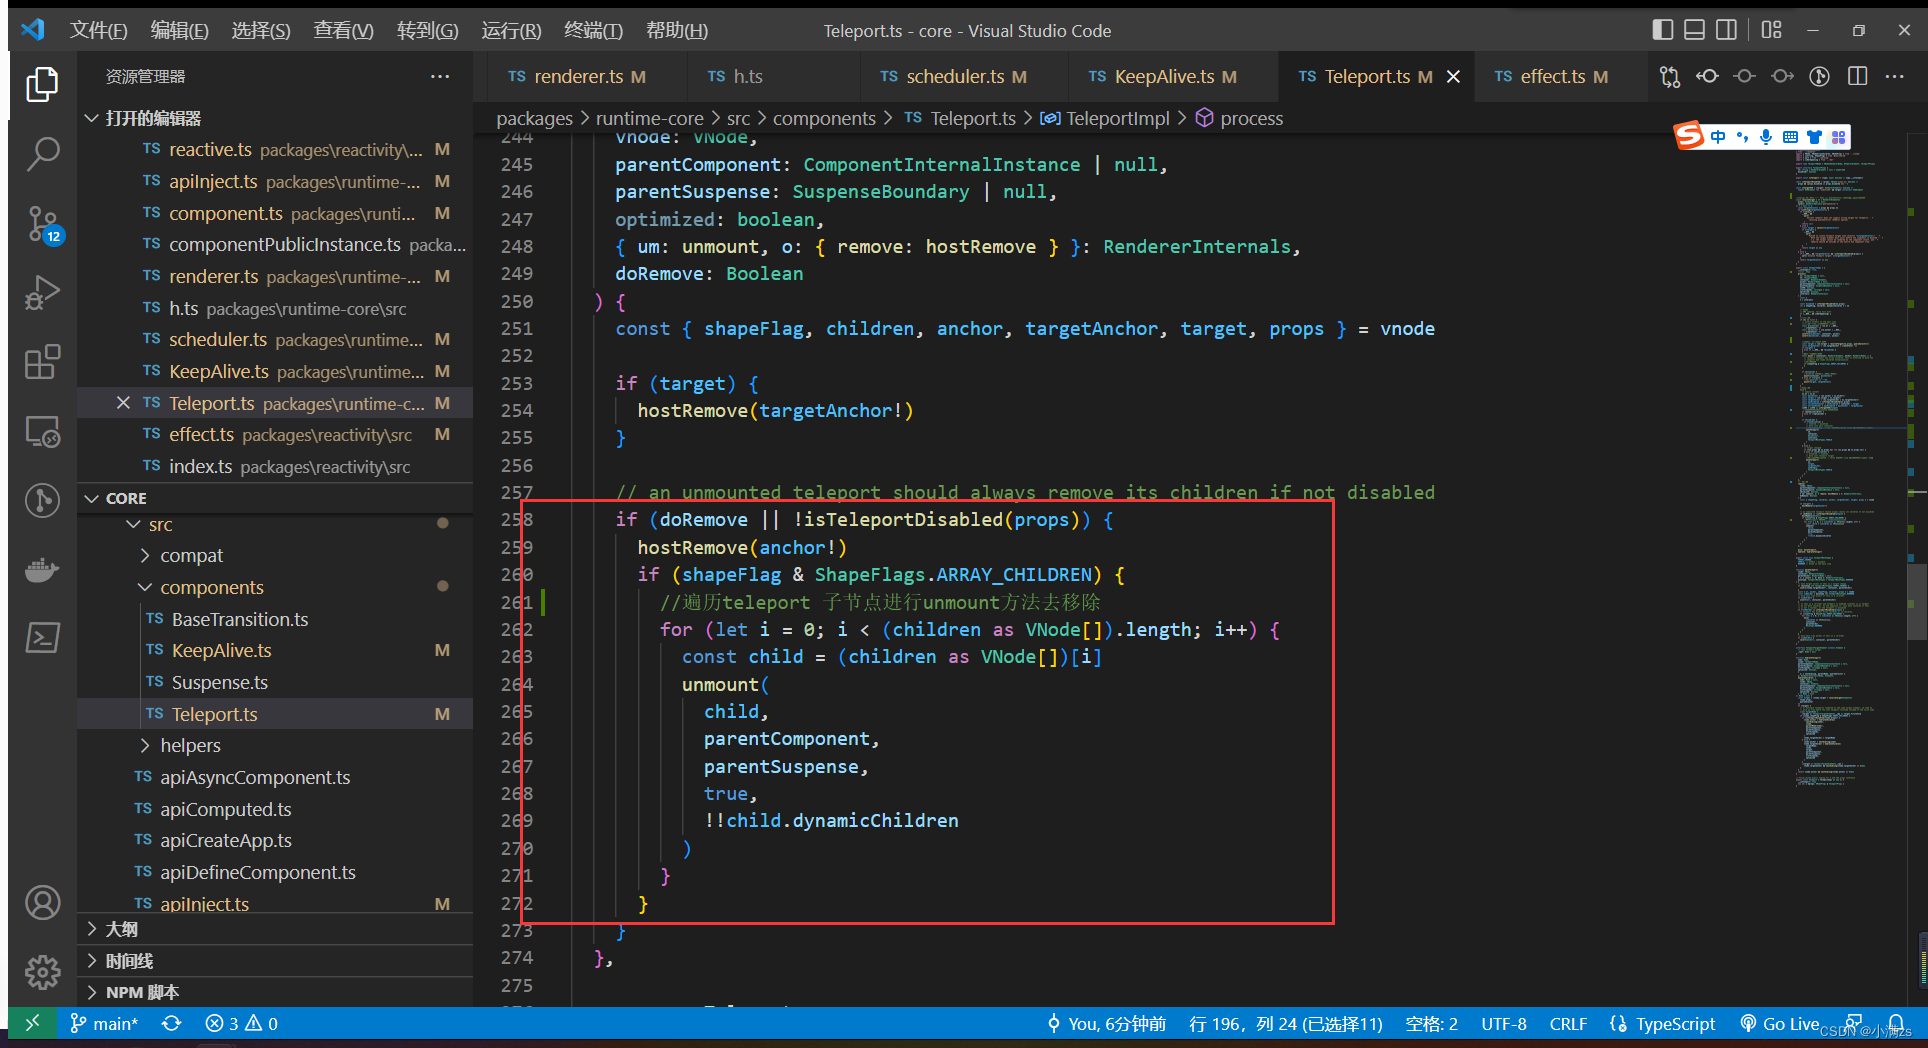 文件(F) 编辑(E) 选择(S) 查看(V) 转到(G) 运行(R) 终端(T) 帮助(H) Teleport.ts - core - Visual Studio Code
资源管理器 ···
TS renderer.ts M TS h.ts TS scheduler.ts M TS KeepAlive.ts M TS Teleport.ts M TS effect.ts M
打开的编辑器
TS reactive.ts packages\reactivity\... M
TS apiInject.ts packages\runtime-... M
TS component.ts packages\runti... M
TS componentPublicInstance.ts packa...
TS renderer.ts packages\runtime-... M
TS h.ts packages\runtime-core\src
TS scheduler.ts packages\runtime... M
TS KeepAlive.ts packages\runtime... M
TS Teleport.ts packages\runtime-c... M
TS effect.ts packages\reactivity\src M
TS index.ts packages\reactivity\src
12
CORE
src
compat
components
TS BaseTransition.ts
TS KeepAlive.ts M
TS Suspense.ts
TS Teleport.ts M
helpers
TS apiAsyncComponent.ts
TS apiComputed.ts
TS apiCreateApp.ts
TS apiDefineComponent.ts
TS apiInject.ts M
大纲
时间线
NPM 脚本
packages > runtime-core > src > components > TS Teleport.ts > TeleportImpl > process
中
244 vnode: VNode,
245 parentComponent: ComponentInternalInstance | null,
246 parentSuspense: SuspenseBoundary | null,
247 optimized: boolean,
248 { um: unmount, o: { remove: hostRemove } }: RendererInternals,
249 doRemove: Boolean
250 ) {
251 const { shapeFlag, children, anchor, targetAnchor, target, props } = vnode
252
253 if (target) {
254 hostRemove(targetAnchor!)
255 }
256
257 // an unmounted teleport should always remove its children if not disabled
258 if (doRemove || !isTeleportDisabled(props)) {
259 hostRemove(anchor!)
260 if (shapeFlag & ShapeFlags.ARRAY_CHILDREN) {
261 //遍历teleport 子节点进行unmount方法去移除
262 for (let i = 0; i < (children as VNode[]).length; i++) {
263 const child = (children as VNode[])[i]
264 unmount(
265 child,
266 parentComponent,
267 parentSuspense,
268 true,
269 !!child.dynamicChildren
270 )
271 }
272 }
273 }
274 },
275
main* 3 0 You, 6分钟前 行 196, 列 24 (已选择11) 空格: 2 UTF-8 CRLF TypeScript Go Live
CSDN @小满zs